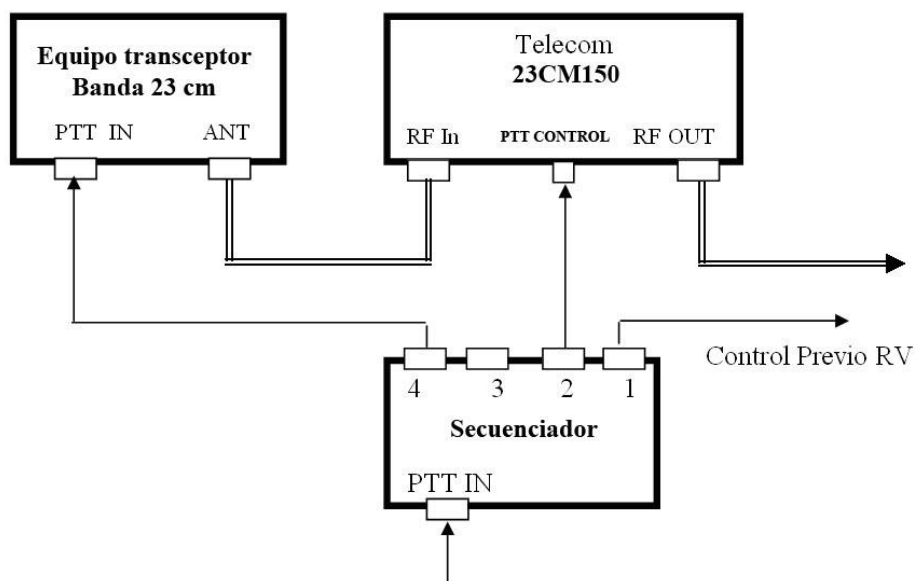 Equipo transceptor
Banda 23 cm
PTT IN
ANT
Telecom
23CM150
RF In
PTT CONTROL
RF OUT
Control Previo RV
4
3
2
1
Secuenciador
PTT IN